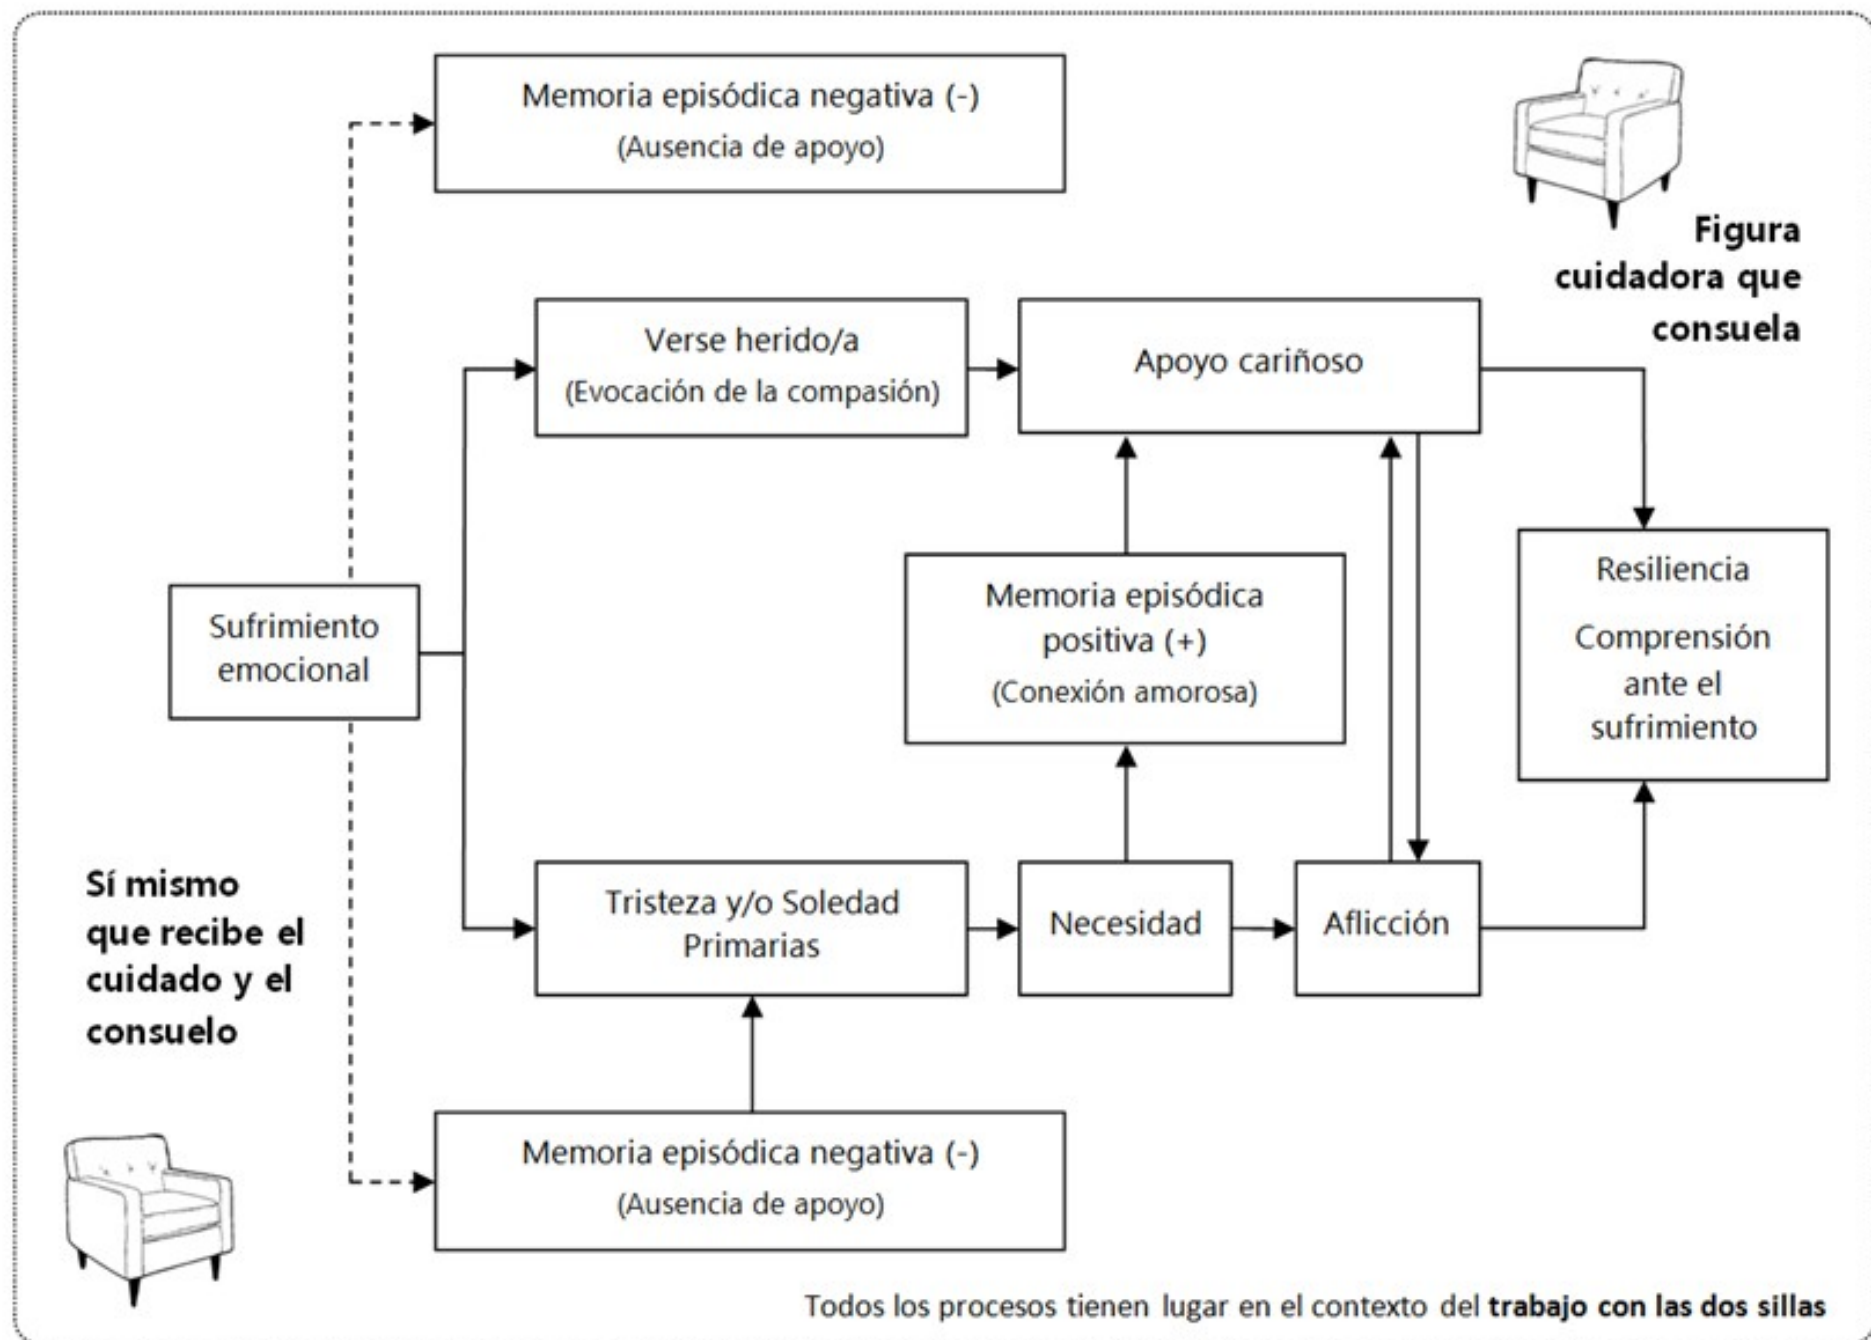 Memoria episódica negativa (-)
(Ausencia de apoyo)
Figura
cuidadora que
consuela
Verse herido/a
(Evocación de la compasión)
Apoyo cariñoso
Sufrimiento
emocional
Memoria episódica
positiva (+)
(Conexión amorosa)
Resiliencia
Comprensión
ante el
sufrimiento
Sí mismo
que recibe el
cuidado y el
consuelo
Tristeza y/o Soledad
Primarias
Necesidad
Aflicción
Memoria episódica negativa (-)
(Ausencia de apoyo)
Todos los procesos tienen lugar en el contexto del trabajo con las dos sillas